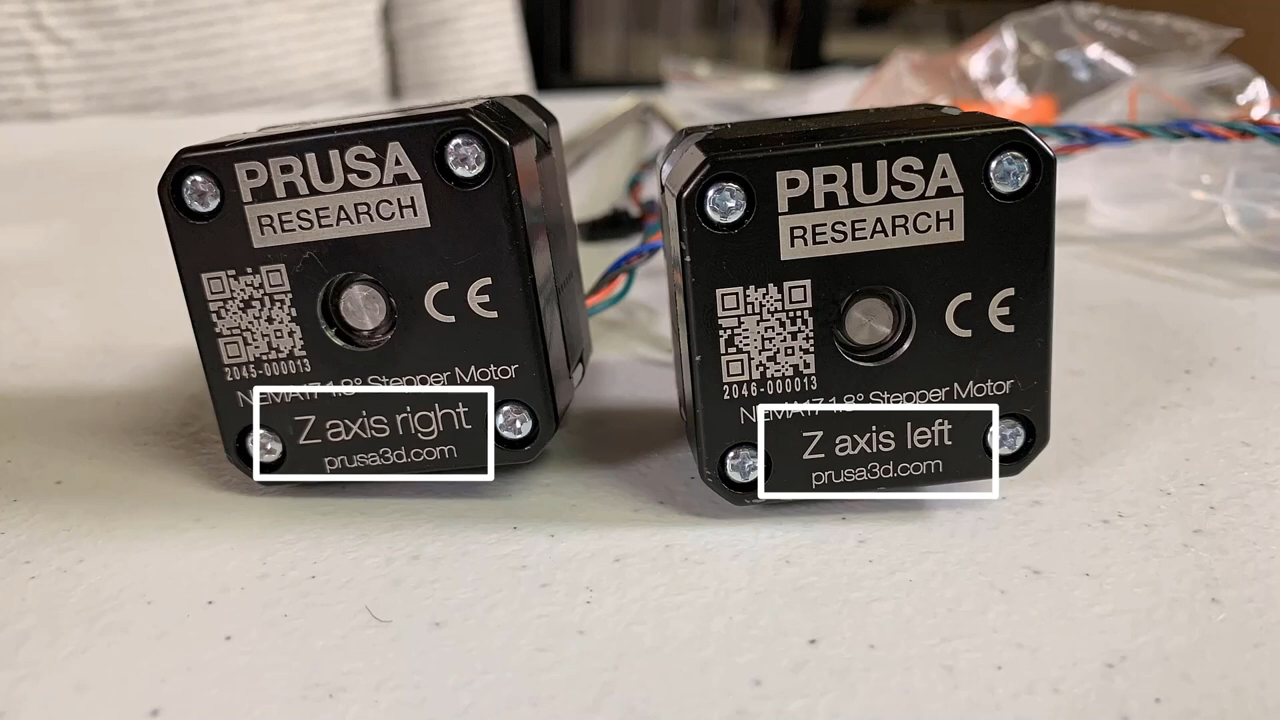 PRUSA
RESEARCH
CE
2045-000013
NEMA17 1.8° Stepper Motor
Z axis right
prusa3d.com
PRUSA
RESEARCH
CE
2046-000013
NEMA17 1.8° Stepper Motor
Z axis left
prusa3d.com